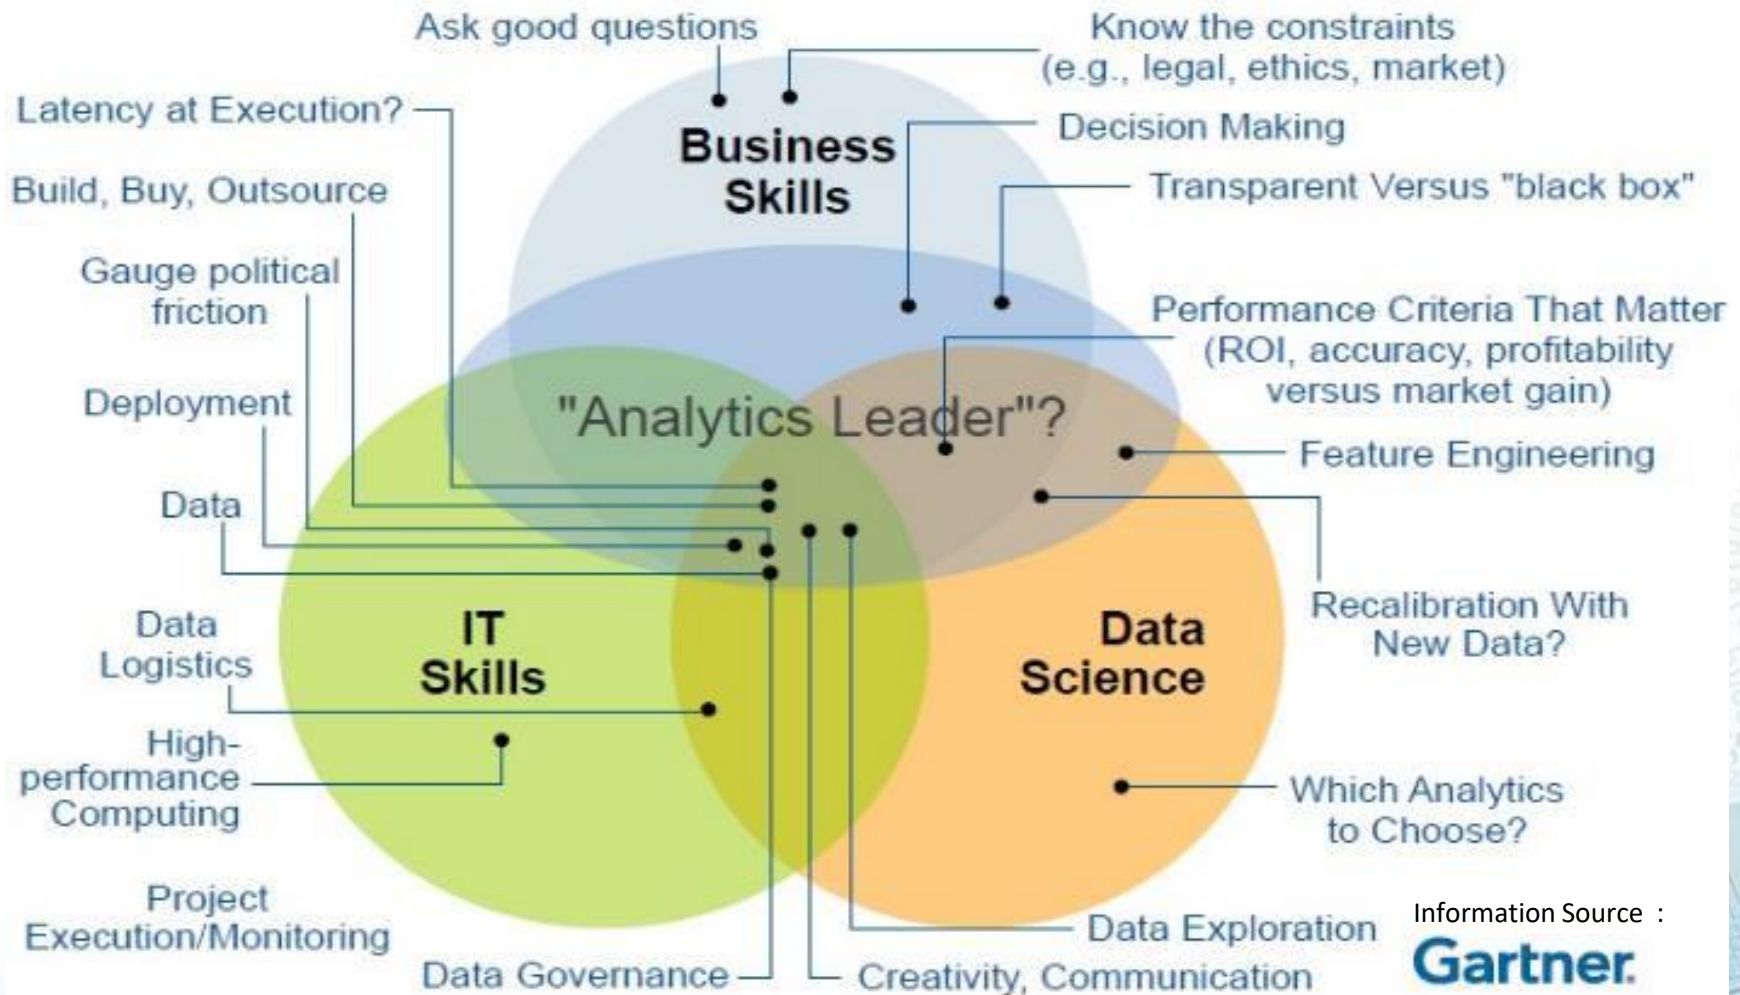 Ask good questions
Know the constraints
(e.g., legal, ethics, market)
Latency at Execution?
Decision Making
Business
Skills
Build, Buy, Outsource
Transparent Versus "black box"
Gauge political
friction
Performance Criteria That Matter
(ROI, accuracy, profitability
versus market gain)
Deployment
"Analytics Leader"?
Feature Engineering
Data
IT
Skills
Data
Science
Recalibration With
New Data?
Data
Logistics
High-
performance
Computing
Which Analytics
to Choose?
Project
Execution/Monitoring
Data Exploration
Data Governance
Creativity, Communication
Information Source :
Gartner.